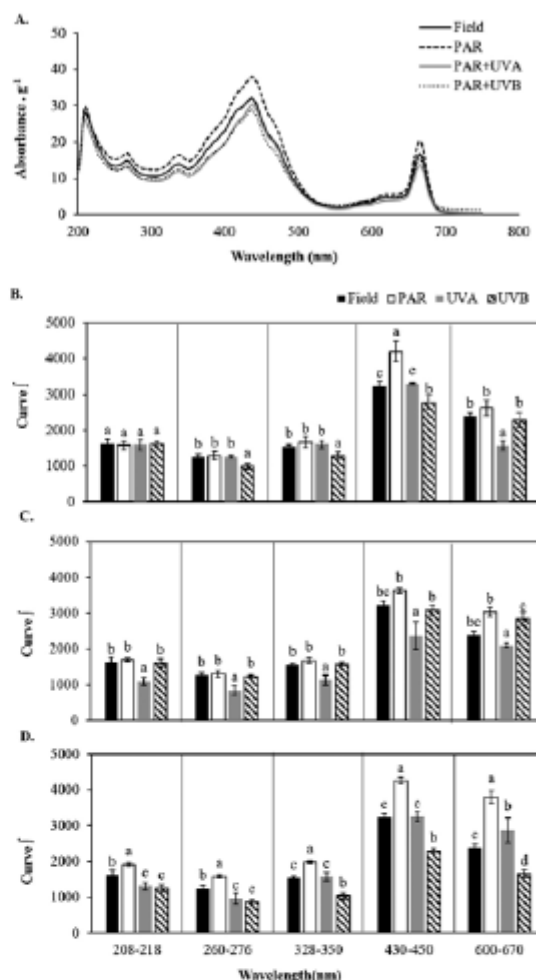 A.
Field
PAR
PAR+UVA
PAR+UVB
Absorbance . g⁻¹
50
40
30
20
10
0
200 300 400 500 600 700 800
Wavelength (nm)
B.
Field PAR UVA UVB
Curve ∫
5000
4000
3000
2000
1000
0
a a a a
b b b a
b b b a
c a c b
b b a b
C.
Curve ∫
5000
4000
3000
2000
1000
0
b b a b
b b a b
b b a b
bc b a b
bc b a c
D.
Curve ∫
5000
4000
3000
2000
1000
0
b a c c
b a c c
c a c b
c a c b
c a b d
208-218 260-276 328-350 430-450 600-670
Wavelength(nm)